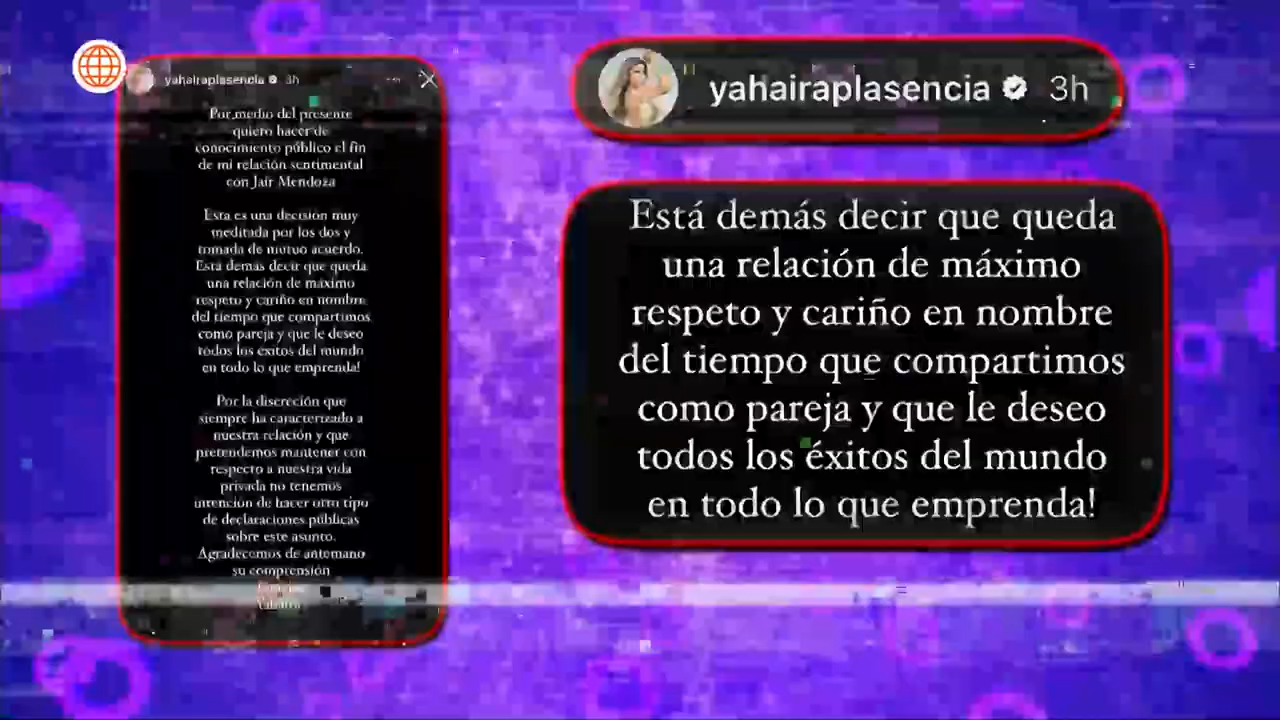 yahairaplasencia 3h
Por medio del presente
quiero hacer de
conocimiento público el fin
de mi relación sentimental
con Jair Mendoza
Esta es una decisión muy
meditada por los dos y
tomada de mutuo acuerdo.
Está demás decir que queda
una relación de máximo
respeto y cariño en nombre
del tiempo que compartimos
como pareja y que le deseo
todos los éxitos del mundo
en todo lo que emprenda!
Por la discreción que
siempre ha caracterizado a
nuestra relación y que
pretendemos mantener con
respecto a nuestra vida
privada no tenemos
intención de hacer otro tipo
de declaraciones públicas
sobre este asunto.
Agradecemos de antemano
su comprensión
yahairaplasencia 3h
Está demás decir que queda
una relación de máximo
respeto y cariño en nombre
del tiempo que compartimos
como pareja y que le deseo
todos los éxitos del mundo
en todo lo que emprenda!